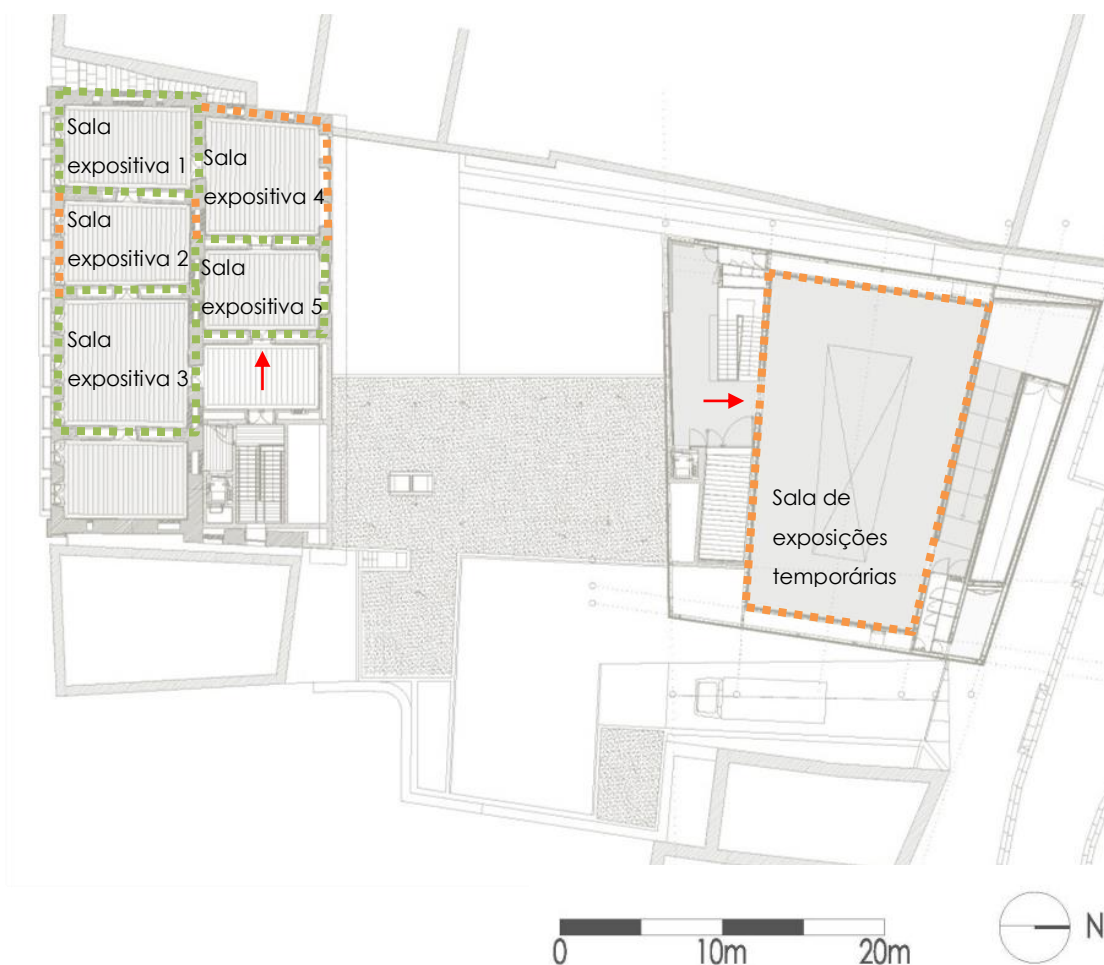 Sala
expositiva 1
Sala
expositiva 4
Sala
expositiva 2
Sala
expositiva 5
Sala
expositiva 3
Sala de
exposições
temporárias
0 10m 20m
N